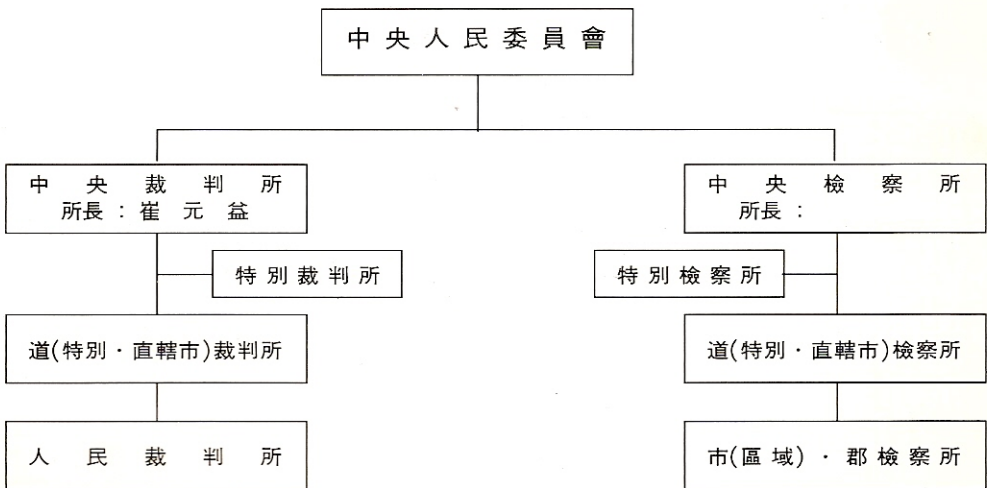 中央人民委員會
中央裁判所
所長：崔元益
中央檢察所
所長：
特別裁判所
特別檢察所
道(特別・直轄市)裁判所
道(特別・直轄市)檢察所
人民裁判所
市(區域)・郡檢察所